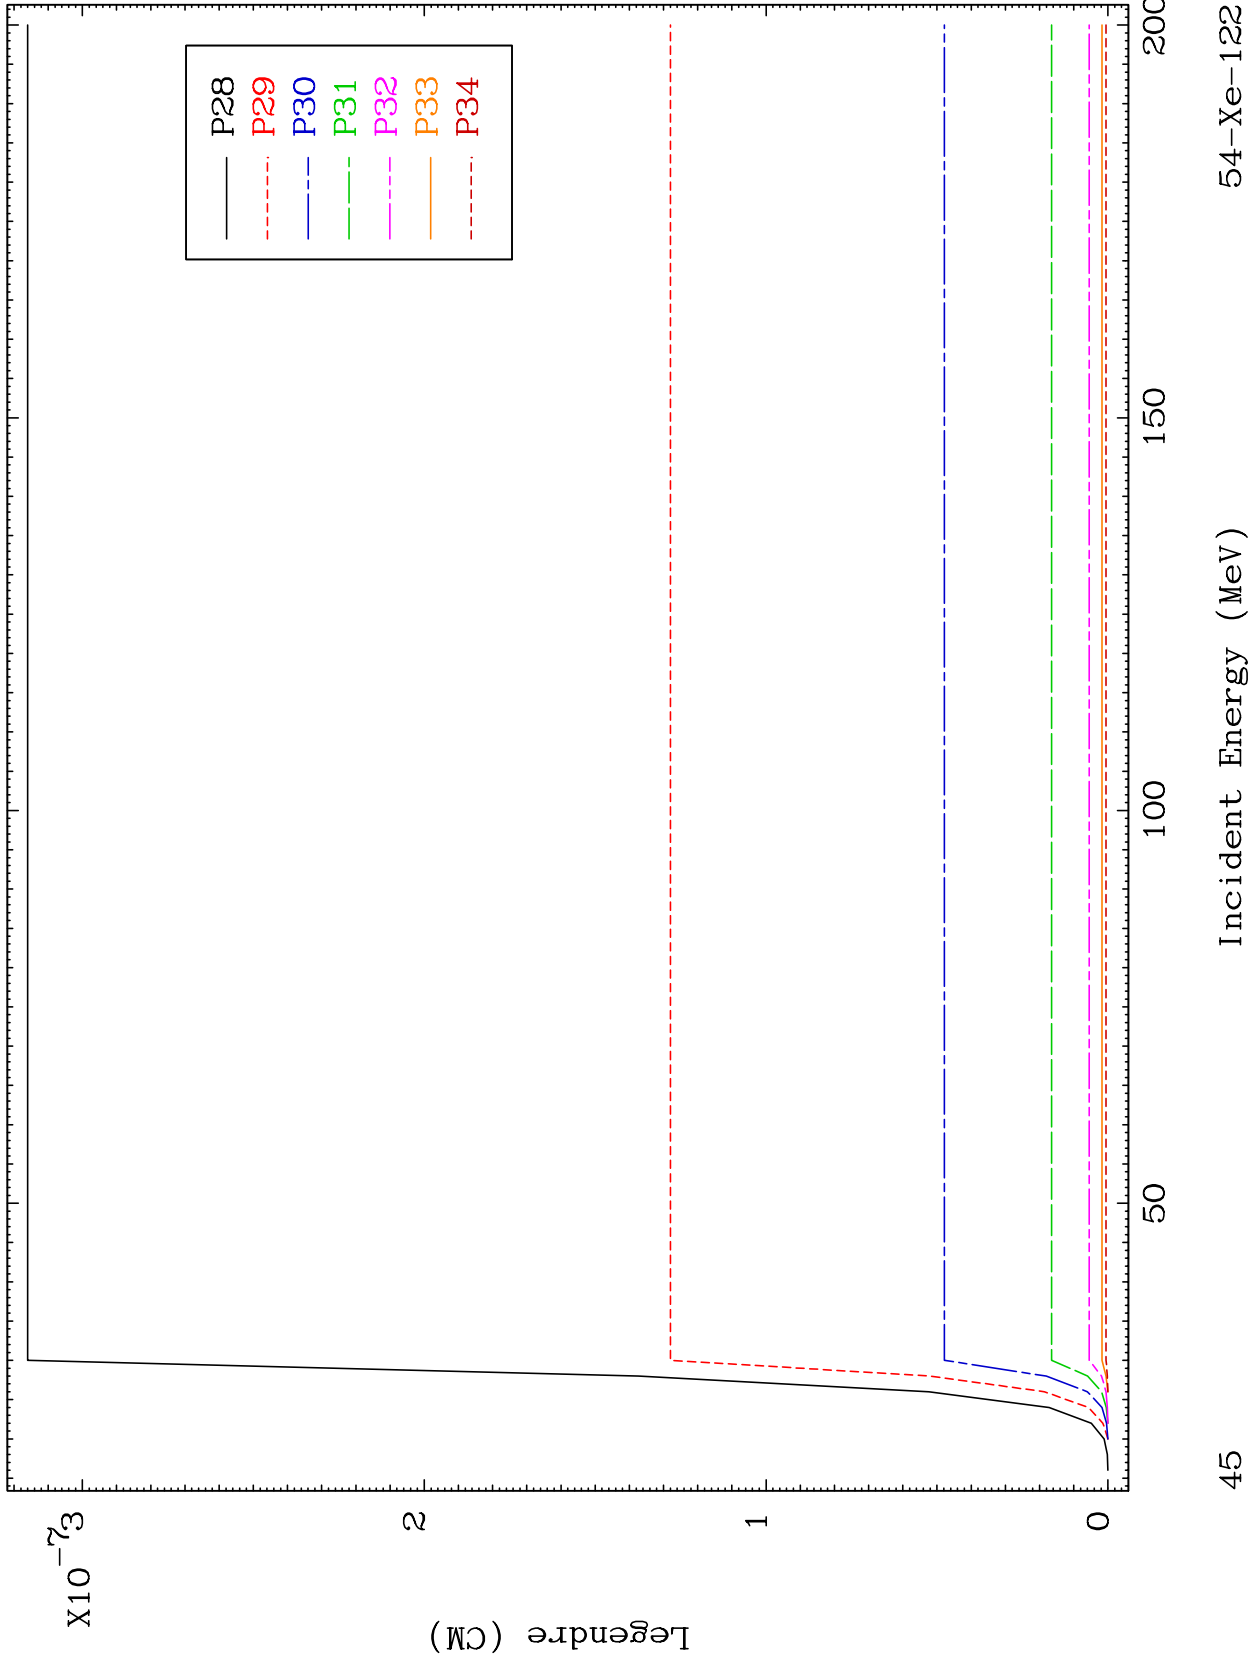 X10⁻⁷
3
2
1
0
Legendre (CM)
P28
P29
P30
P31
P32
P33
P34
50
100
150
200
Incident Energy (MeV)
45
54-Xe-122